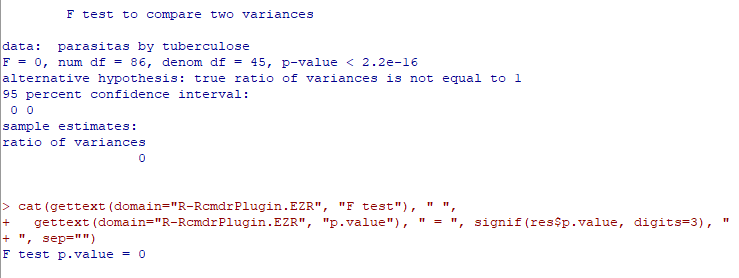 F test to compare two variances
data:  parasitas by tuberculose
F = 0, num df = 86, denom df = 45, p-value < 2.2e-16
alternative hypothesis: true ratio of variances is not equal to 1
95 percent confidence interval:
 0 0
sample estimates:
ratio of variances
                 0
> cat(gettext(domain="R-RcmdrPlugin.EZR", "F test"), " ",
+   gettext(domain="R-RcmdrPlugin.EZR", "p.value"), " = ", signif(res$p.value, digits=3), "
+ ", sep="")
F test p.value = 0